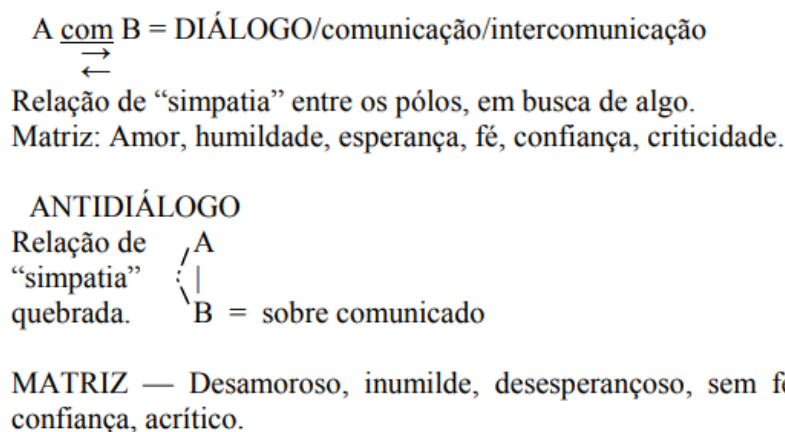 A com B = DIÁLOGO/comunicação/intercomunicação
→
←
Relação de “simpatia” entre os pólos, em busca de algo.
Matriz: Amor, humildade, esperança, fé, confiança, criticidade.
ANTIDIÁLOGO
Relação de A
“simpatia” |
quebrada. B = sobre comunicado
MATRIZ — Desamoroso, inumilde, desesperançoso, sem
confiança, acrítico.